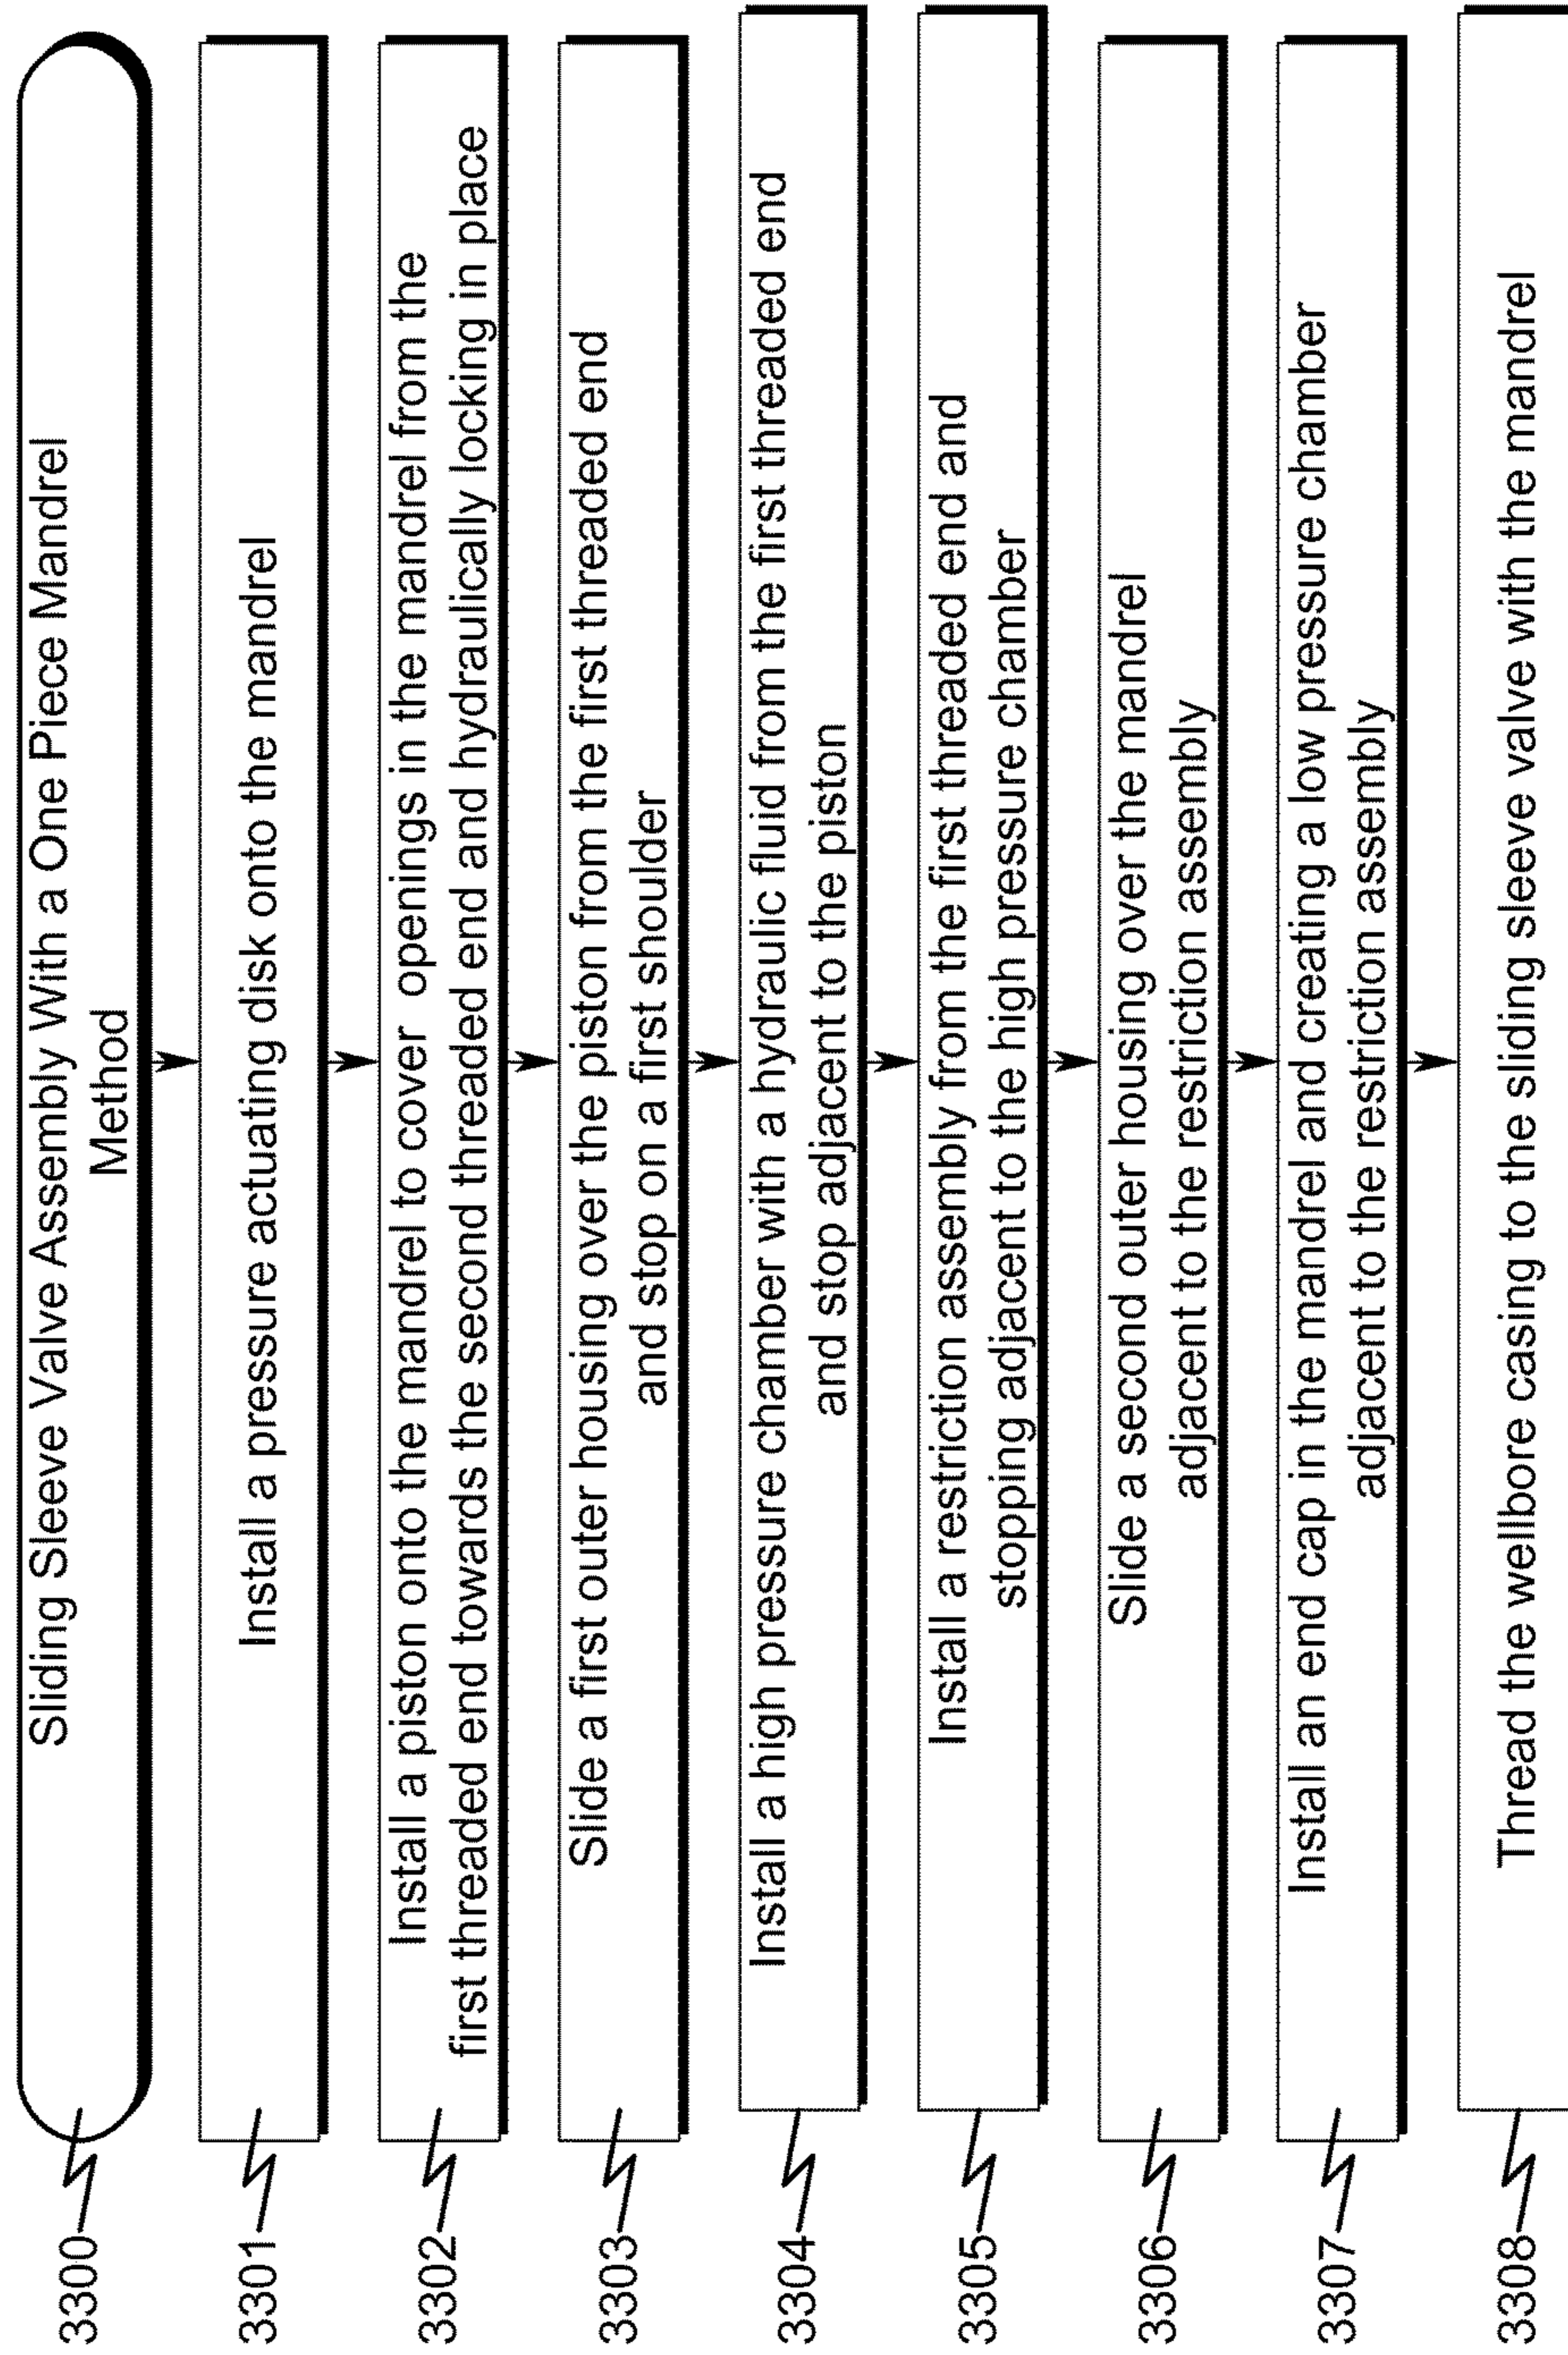 3300
Sliding Sleeve Valve Assembly With a One Piece Mandrel
Method
3301
Install a pressure actuating disk onto the mandrel
3302
Install a piston onto the mandrel to cover openings in the mandrel from the
first threaded end towards the second threaded end and hydraulically locking in place
3303
Slide a first outer housing over the piston from the first threaded end
and stop on a first shoulder
3304
Install a high pressure chamber with a hydraulic fluid from the first threaded end
and stop adjacent to the piston
3305
Install a restriction assembly from the first threaded end and
stopping adjacent to the high pressure chamber
3306
Slide a second outer housing over the mandrel
adjacent to the restriction assembly
3307
Install an end cap in the mandrel and creating a low pressure chamber
adjacent to the restriction assembly
3308
Thread the wellbore casing to the sliding sleeve valve with the mandrel